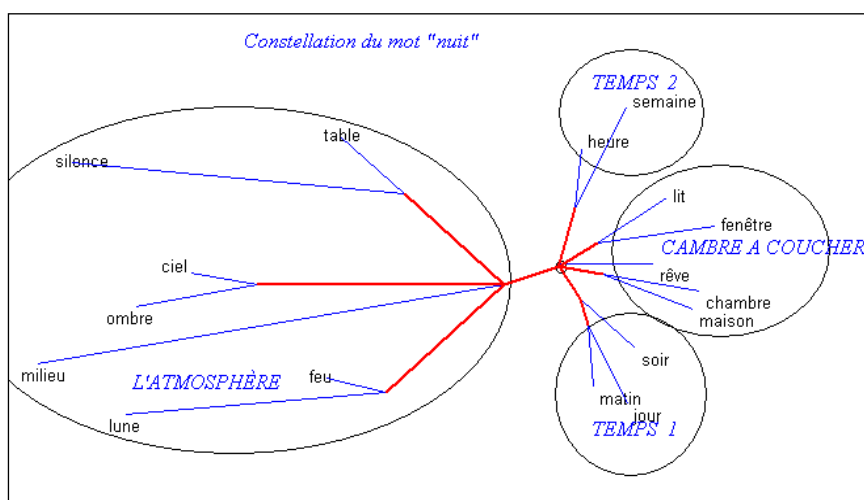 Constellation du mot "nuit"
TEMPS 2
semaine
heure
table
silence
lit
fenêtre
CAMBRE A COUCHER
rêve
chambre
maison
ciel
ombre
milieu
L'ATMOSPHÈRE
feu
lune
soir
matin
jour
TEMPS 1